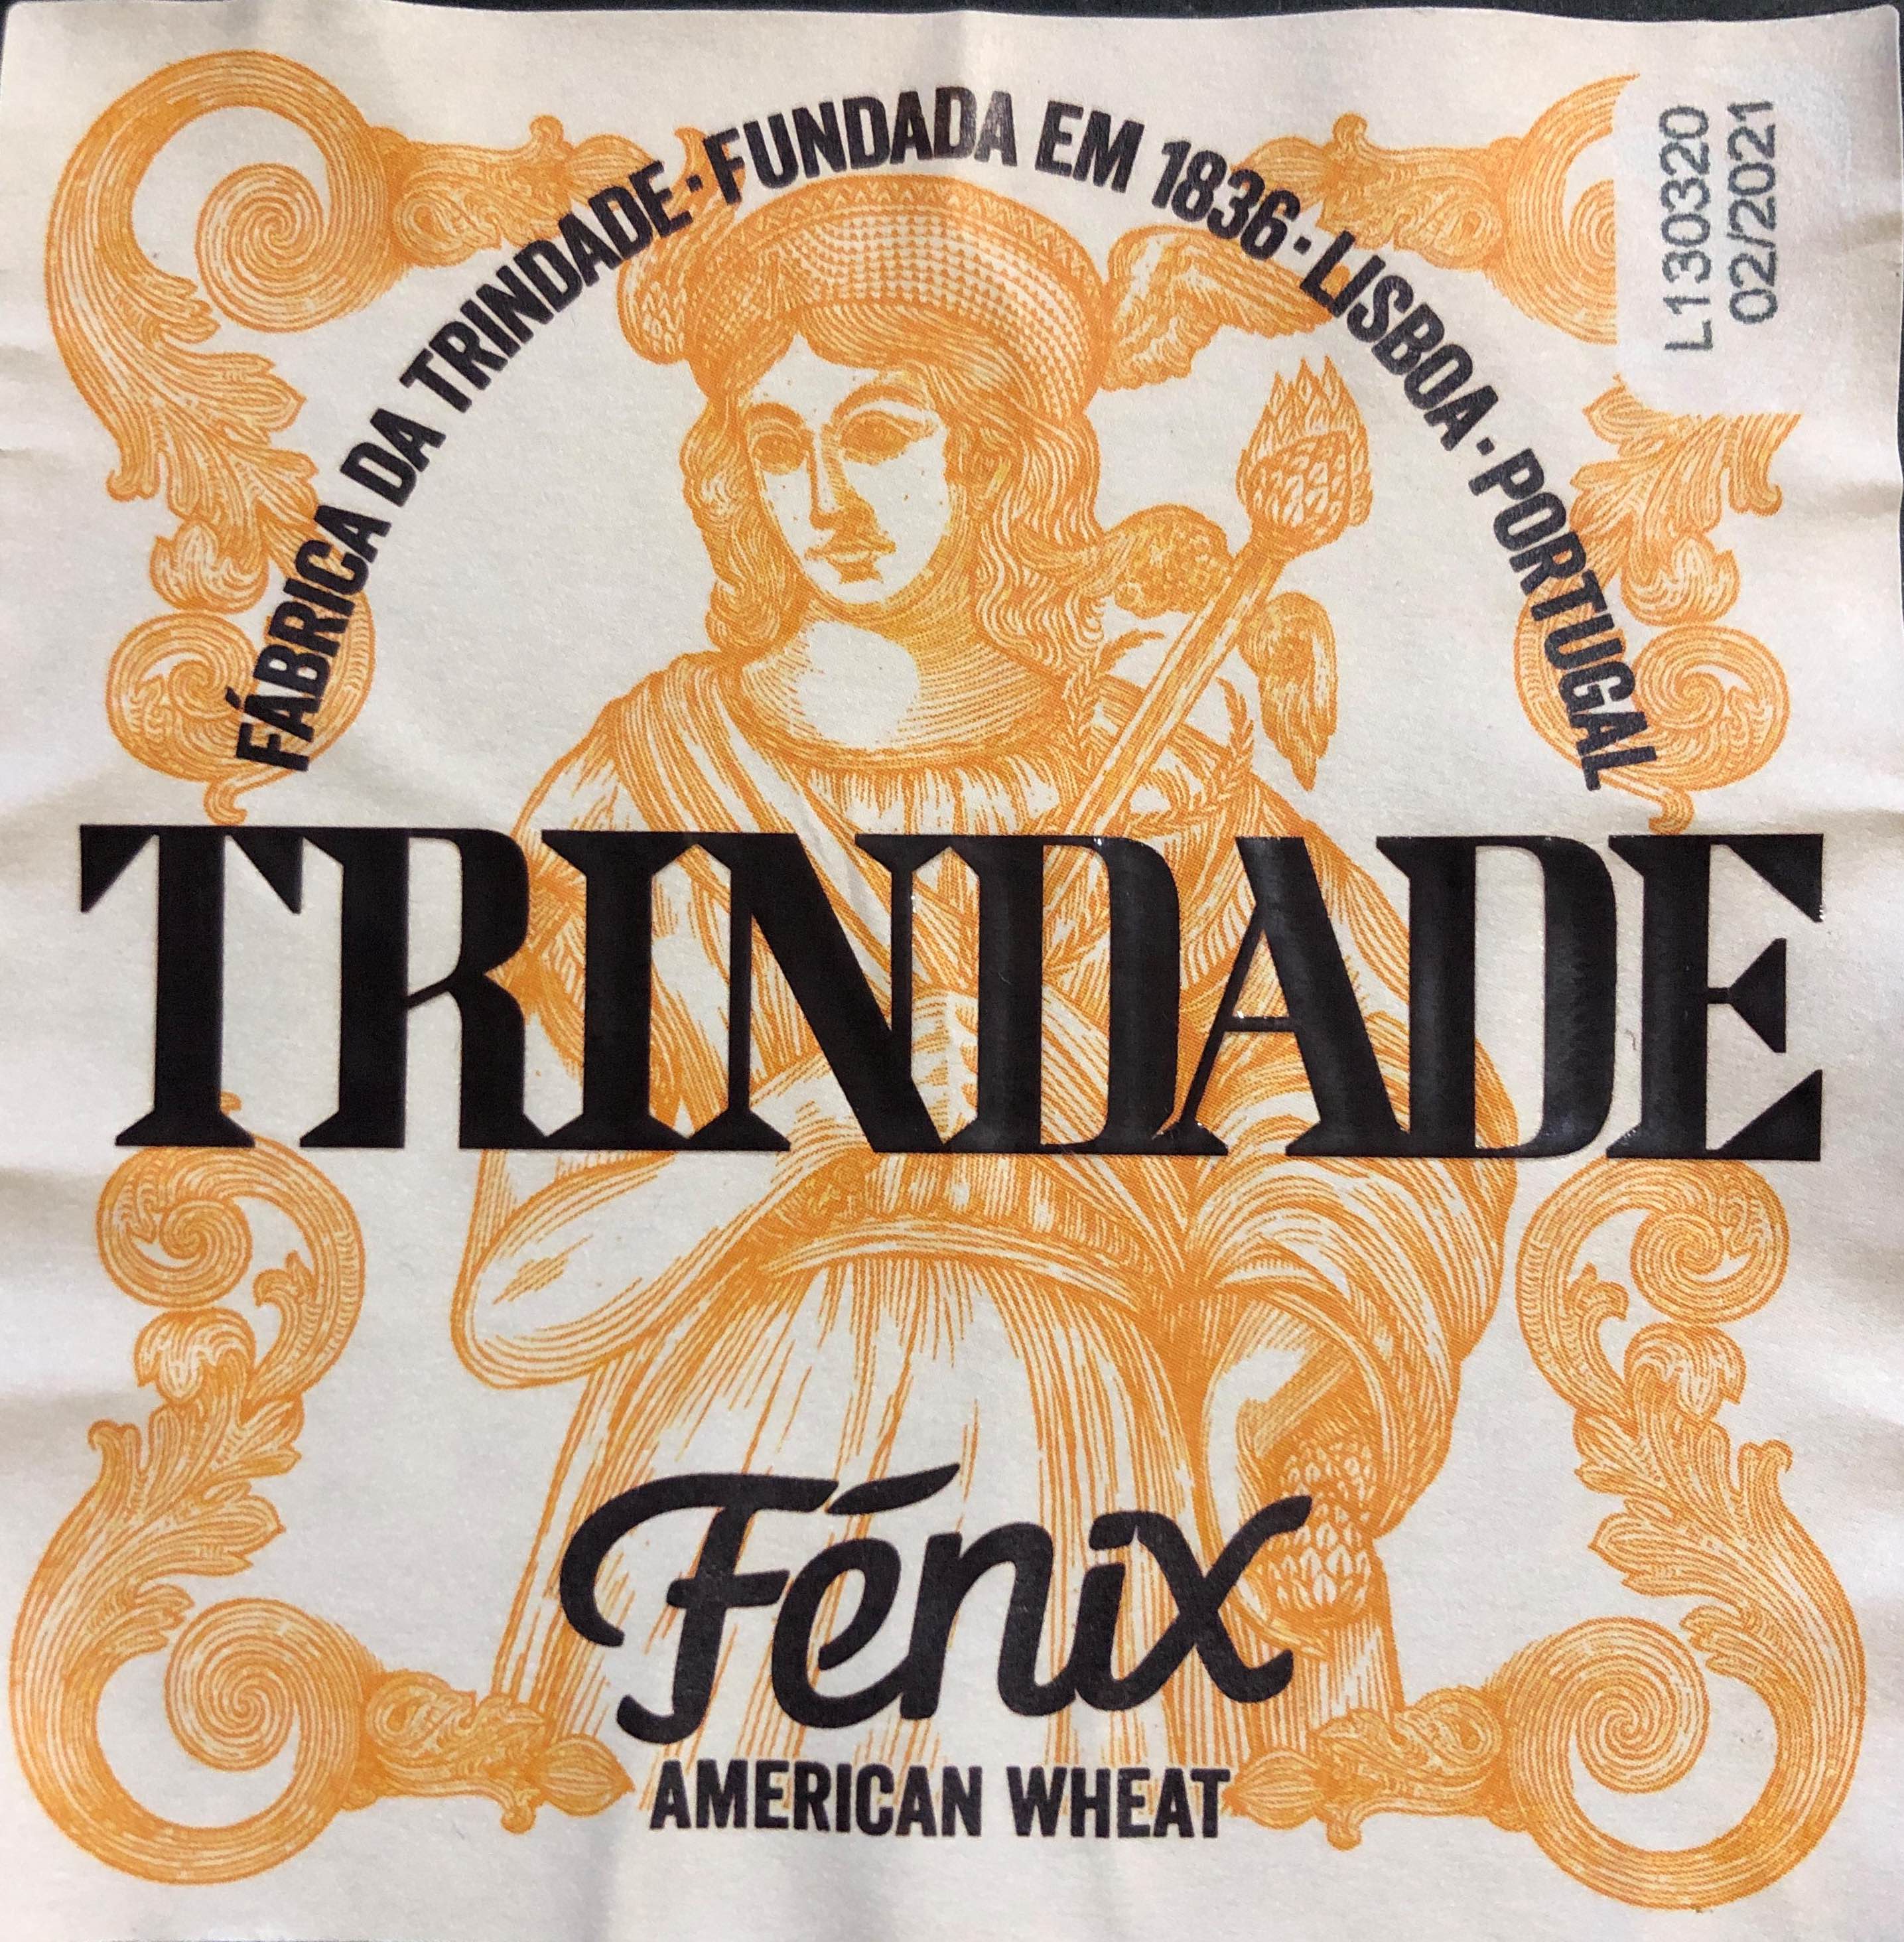 FÁBRICA DA TRINDADE · FUNDADA EM 1836 · LISBOA · PORTUGAL
L130320
02/2021
TRINDADE
Fénix
AMERICAN WHEAT